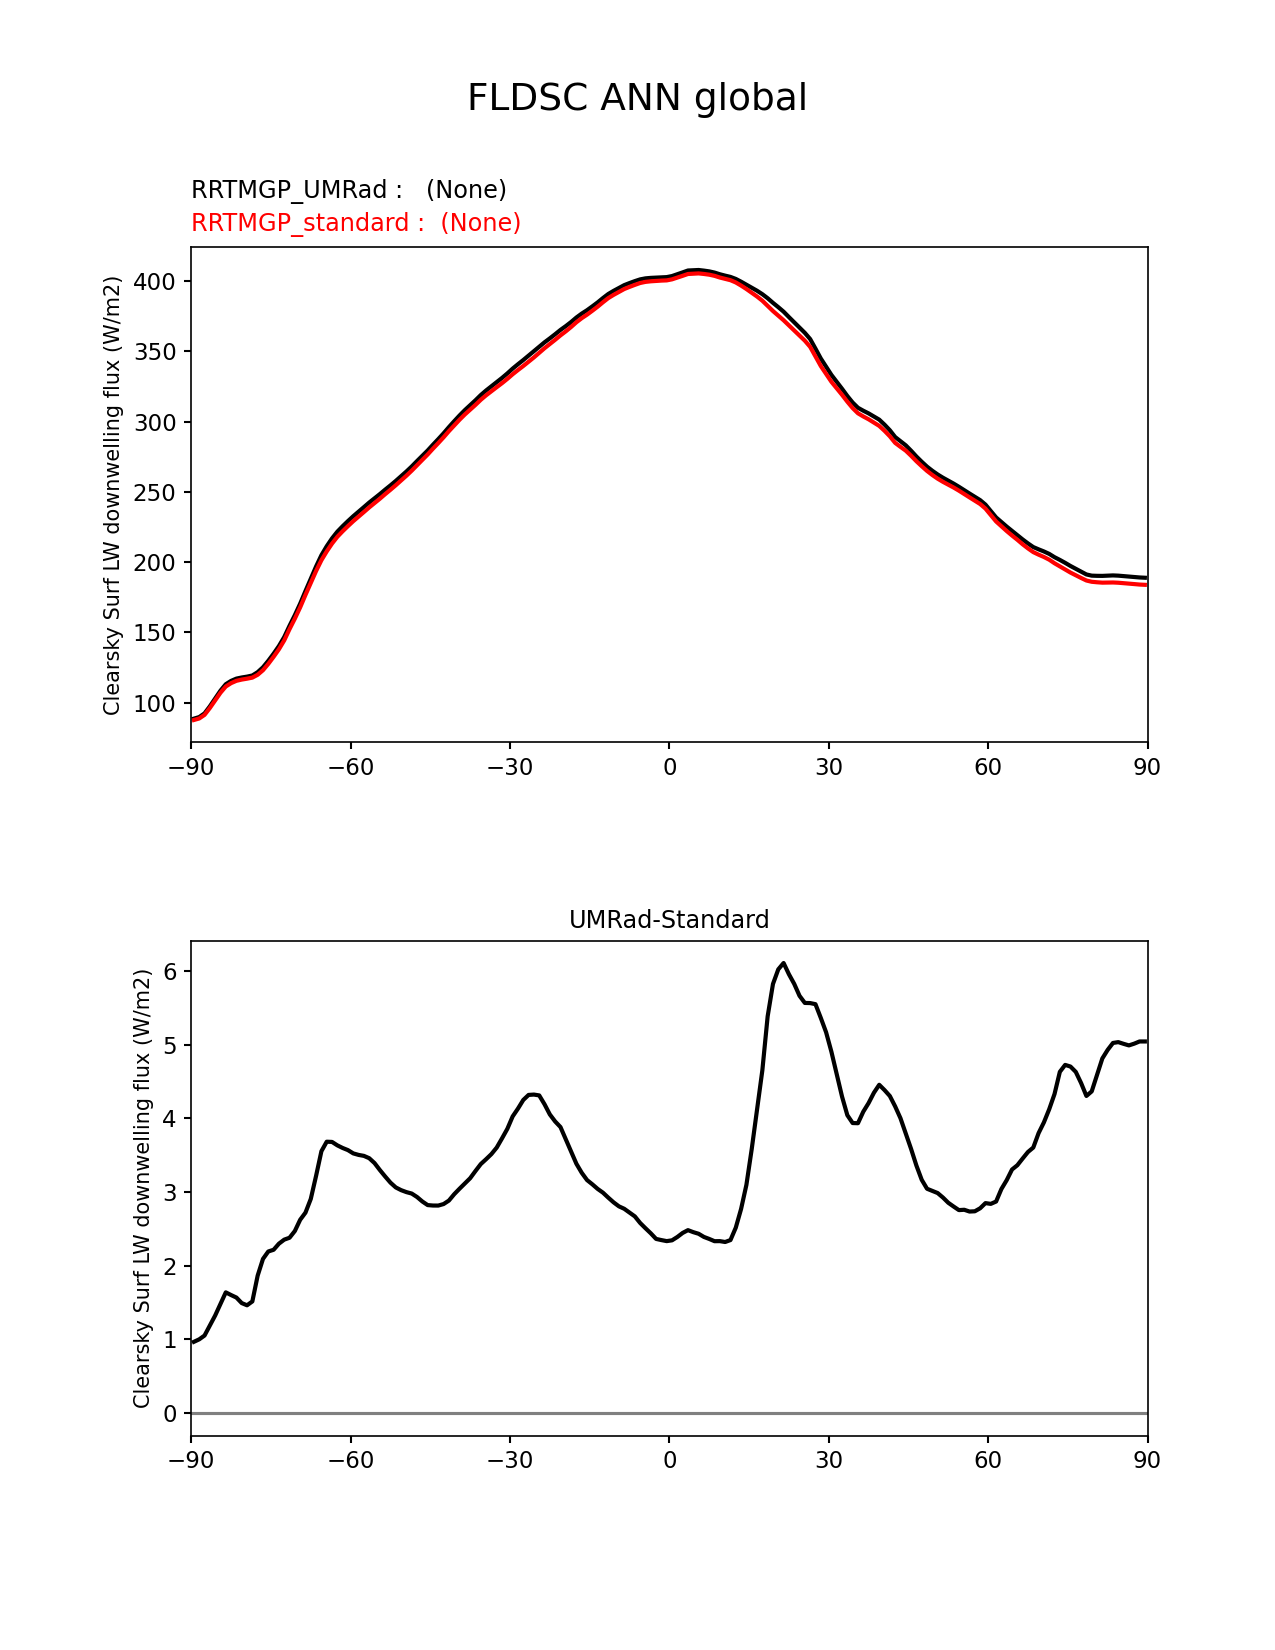 FLDSC ANN global
RRTMGP_UMRad :   (None)
RRTMGP_standard :  (None)
Clearsky Surf LW downwelling flux (W/m2)
400
350
300
250
200
150
100
−90 −60 −30 0 30 60 90
UMRad-Standard
Clearsky Surf LW downwelling flux (W/m2)
6
5
4
3
2
1
0
−90 −60 −30 0 30 60 90